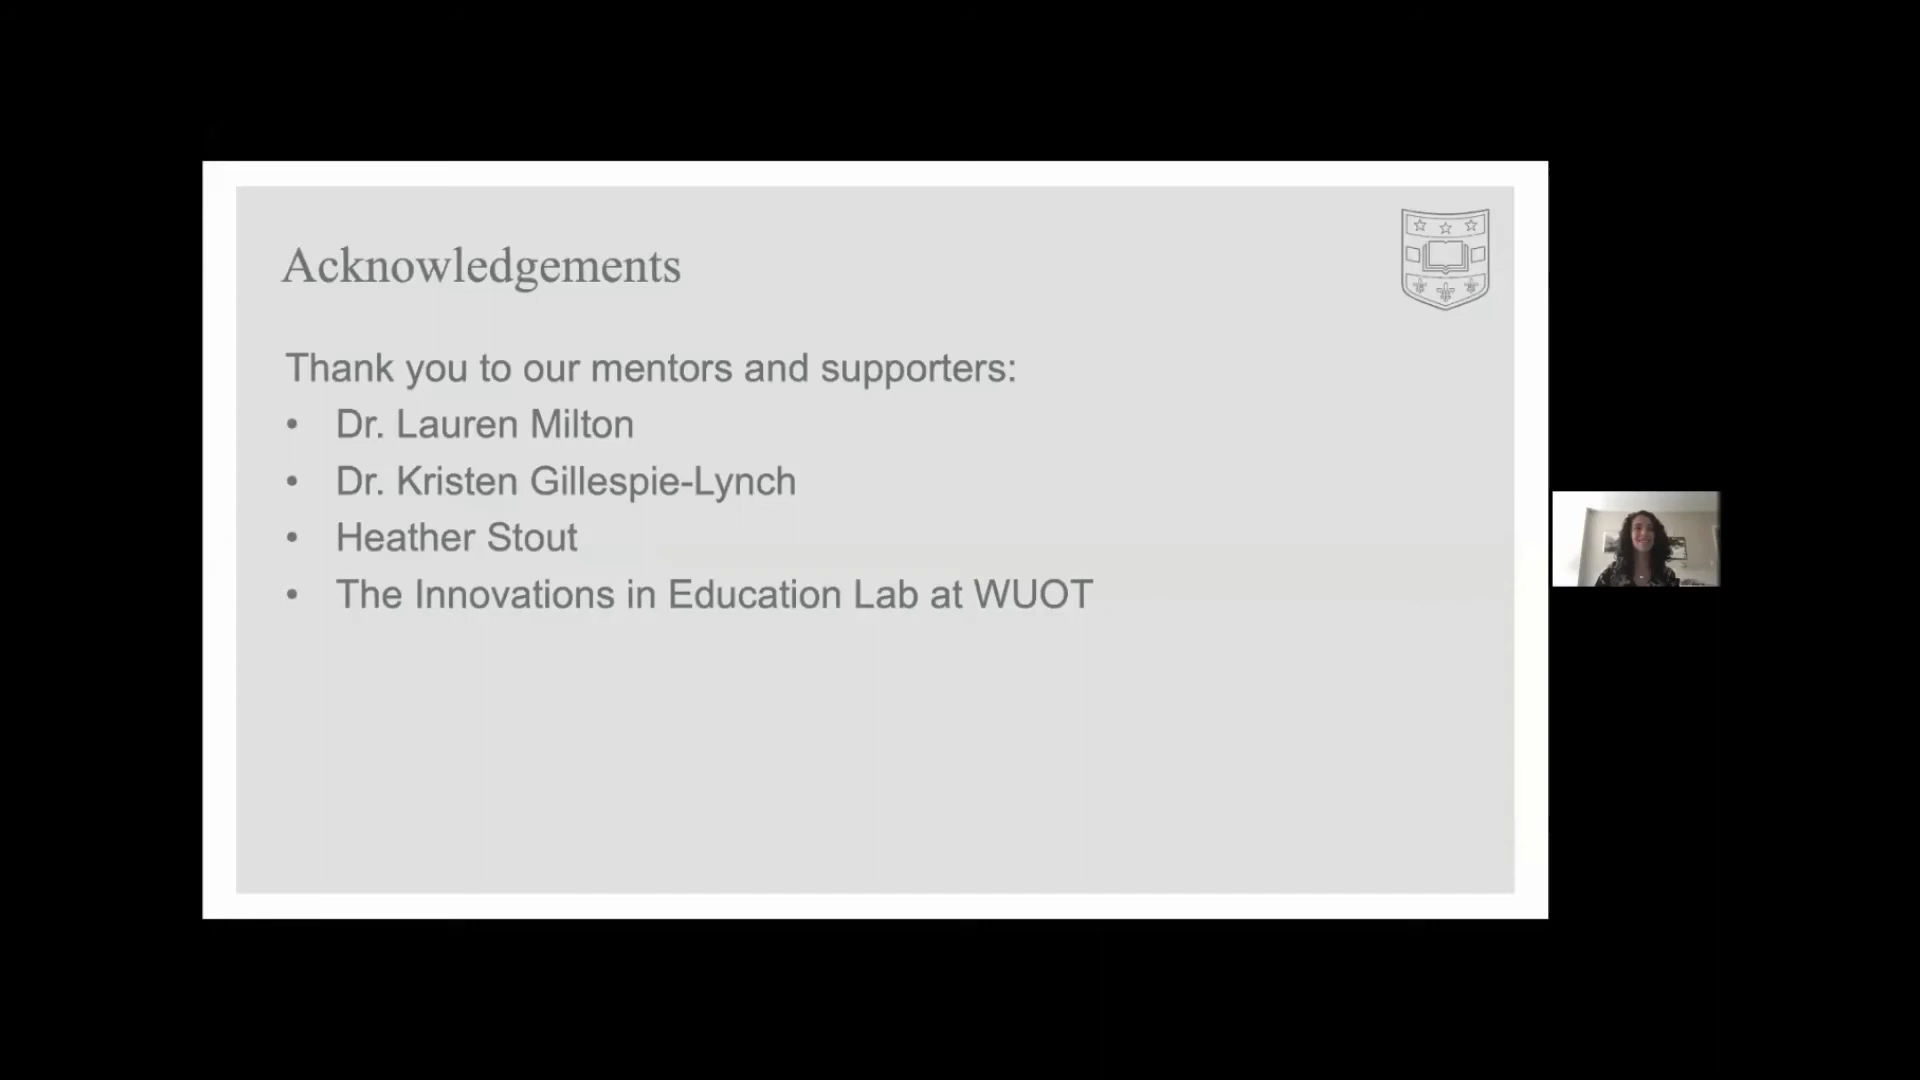 Acknowledgements
Thank you to our mentors and supporters:
• Dr. Lauren Milton
• Dr. Kristen Gillespie-Lynch
• Heather Stout
• The Innovations in Education Lab at WUOT